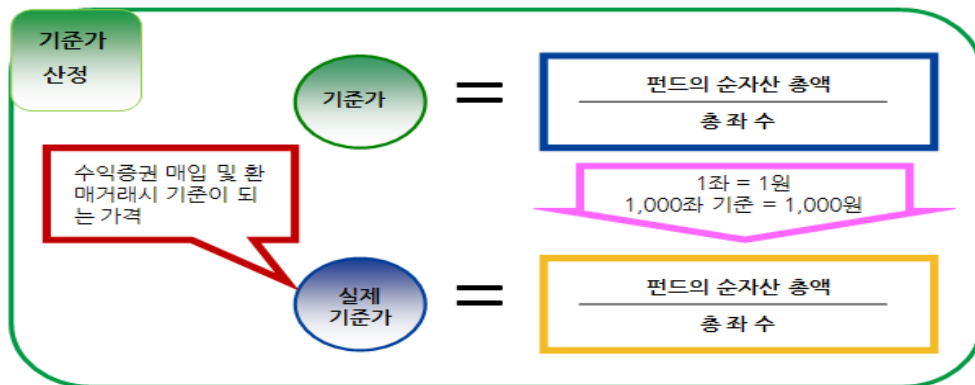 기준가
산정
기준가
=
펀드의 순자산 총액
총 좌 수
수익증권 매입 및 환
매거래시 기준이 되
는 가격
1좌 = 1원
1,000좌 기준 = 1,000원
실제
기준가
=
펀드의 순자산 총액
총 좌 수